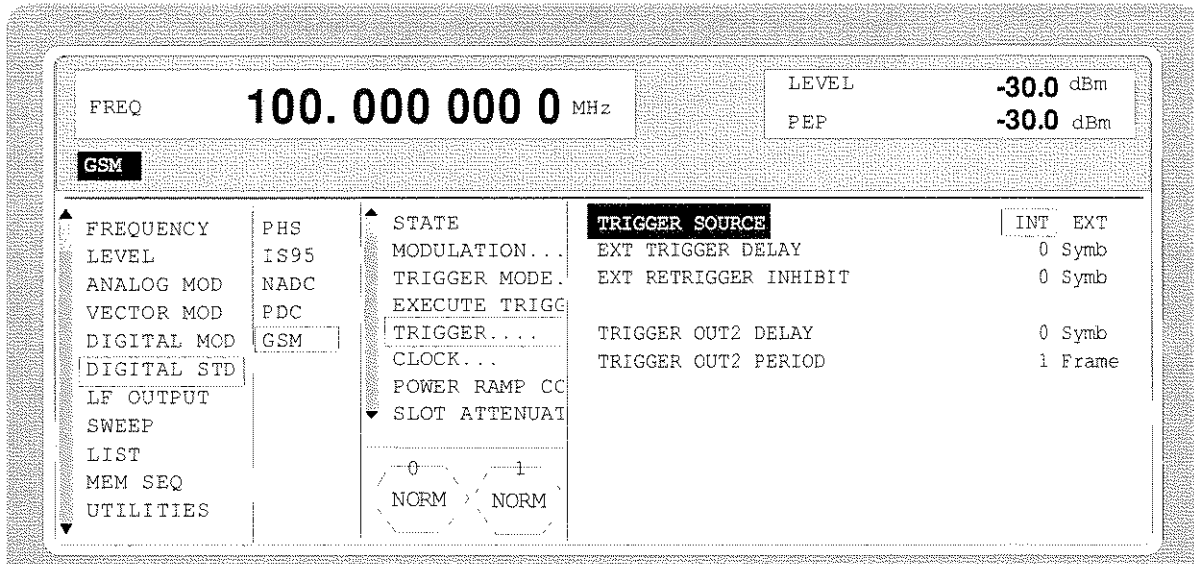 FREQ 100. 000 000 0 MHz
LEVEL -30.0 dBm
PEP -30.0 dBm
GSM
FREQUENCY
LEVEL
ANALOG MOD
VECTOR MOD
DIGITAL MOD
DIGITAL STD
LF OUTPUT
SWEEP
LIST
MEM SEQ
UTILITIES
PHS
IS95
NADC
PDC
GSM
STATE
MODULATION...
TRIGGER MODE.
EXECUTE TRIGG
TRIGGER....
CLOCK...
POWER RAMP CC
SLOT ATTENUAT
0 1
NORM NORM
TRIGGER SOURCE INT EXT
EXT TRIGGER DELAY 0 Symb
EXT RETRIGGER INHIBIT 0 Symb
TRIGGER OUT2 DELAY 0 Symb
TRIGGER OUT2 PERIOD 1 Frame